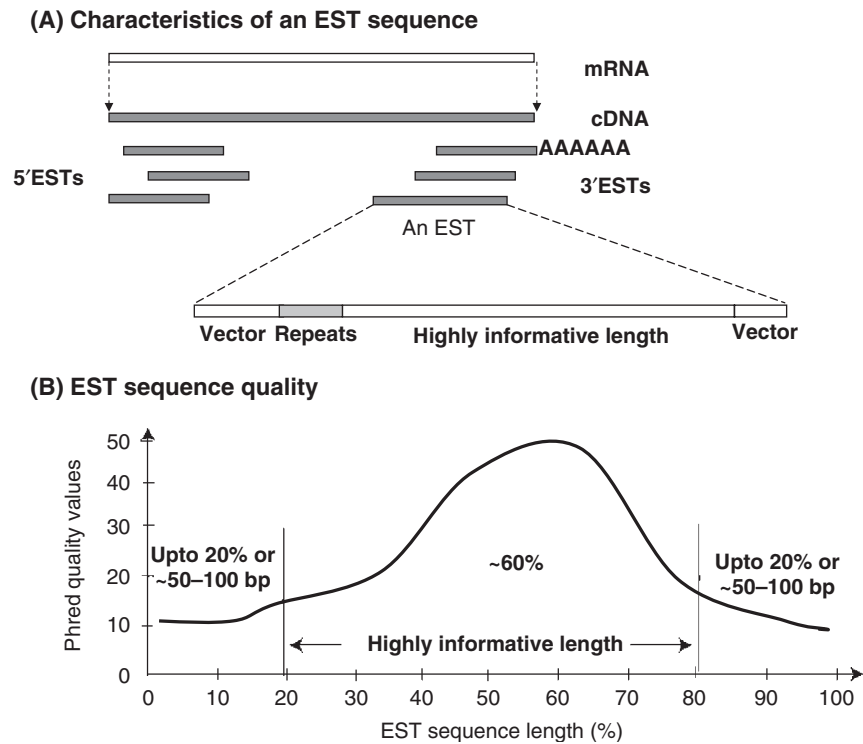 (A) Characteristics of an EST sequence
mRNA
cDNA
AAAAAA
5′ESTs
3′ESTs
An EST
Vector
Repeats
Highly informative length
Vector
(B) EST sequence quality
Phred quality values
50
40
30
20
10
0
Upto 20% or
~50–100 bp
~60%
Upto 20% or
~50–100 bp
Highly informative length
0 10 20 30 40 50 60 70 80 90 100
EST sequence length (%)